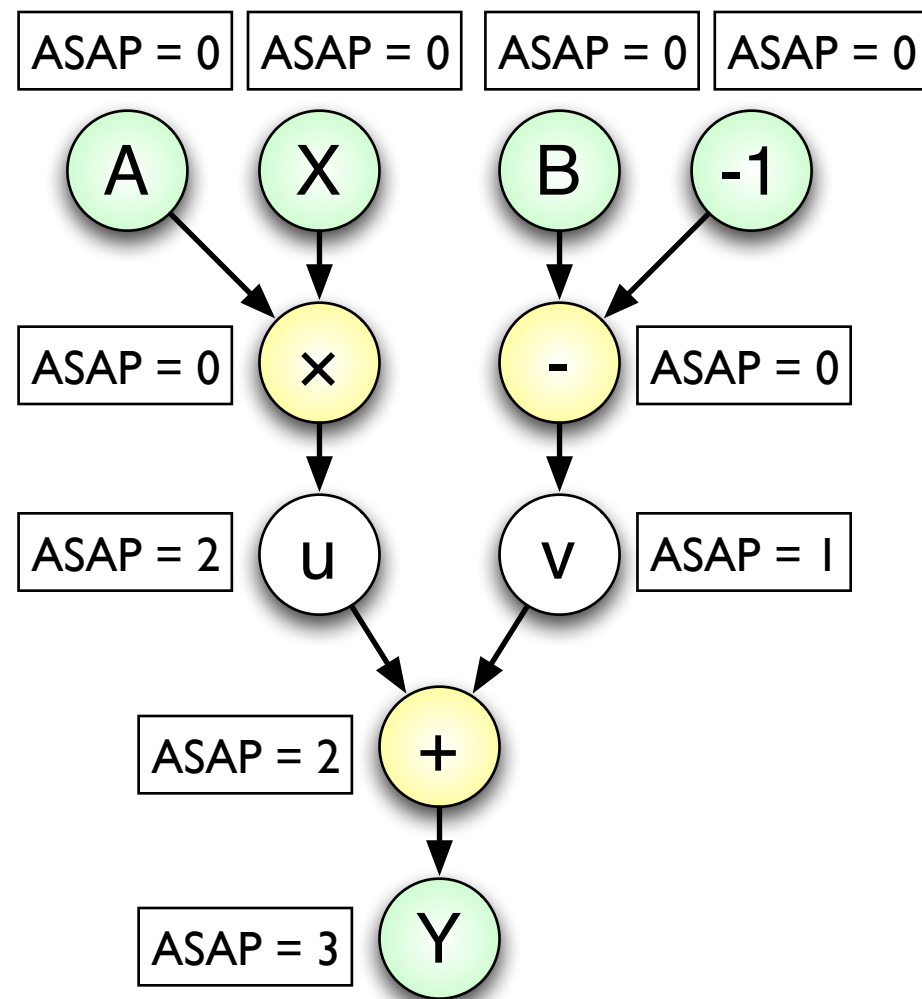 ASAP = 0 ASAP = 0 ASAP = 0 ASAP = 0
A X B -1
ASAP = 0 × - ASAP = 0
ASAP = 2 u v ASAP = 1
ASAP = 2 +
ASAP = 3 Y